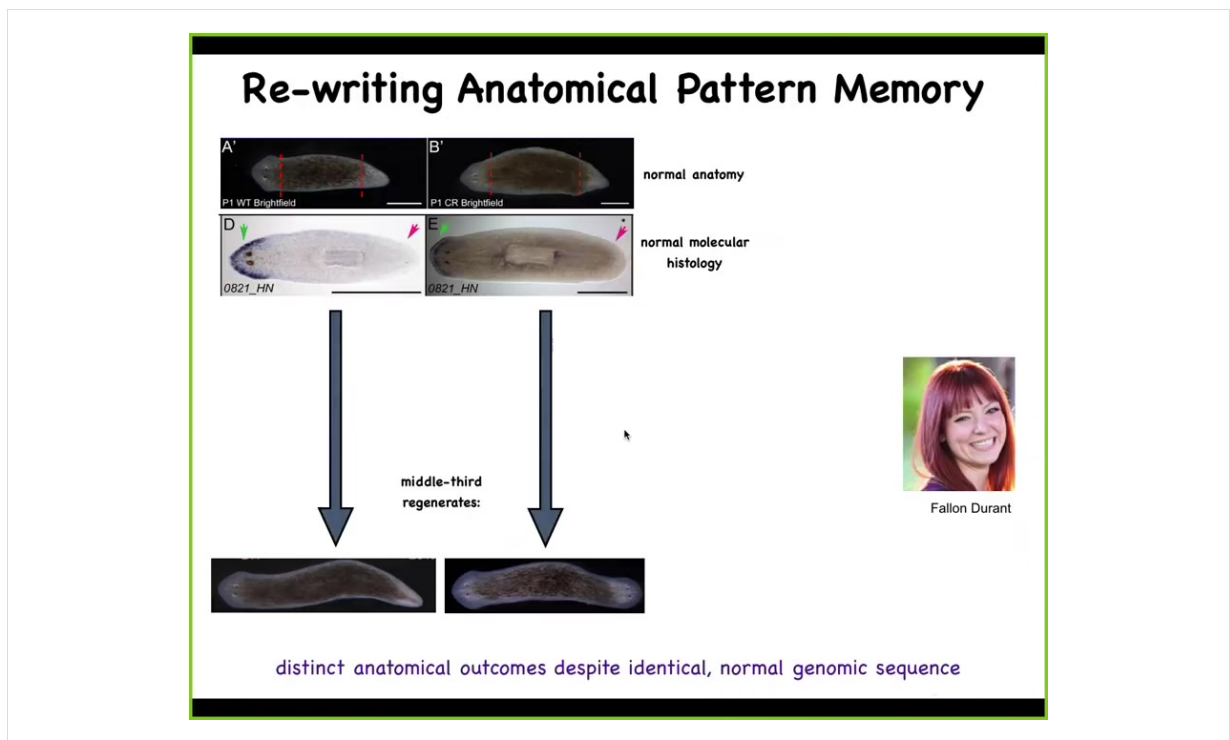 Re-writing Anatomical Pattern Memory
A'
P1 WT Brightfield
B'
P1 CR Brightfield
normal anatomy
D
0821_HN
E
*
0821_HN
normal molecular
histology
middle-third
regenerates:
Fallon Durant
distinct anatomical outcomes despite identical, normal genomic sequence